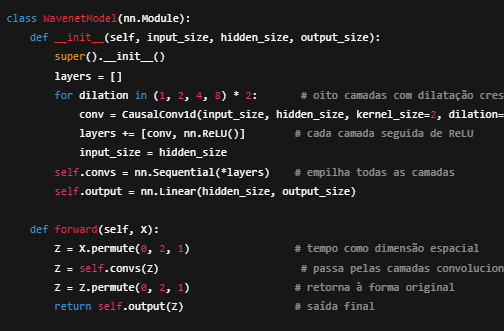 class WavenetModel(nn.Module):
    def __init__(self, input_size, hidden_size, output_size):
        super().__init__()
        layers = []
        for dilation in (1, 2, 4, 8) * 2:       # oito camadas com dilatação cres
            conv = CausalConv1d(input_size, hidden_size, kernel_size=2, dilation=
            layers += [conv, nn.ReLU()]        # cada camada seguida de ReLU
            input_size = hidden_size
        self.convs = nn.Sequential(*layers)    # empilha todas as camadas
        self.output = nn.Linear(hidden_size, output_size)

    def forward(self, X):
        Z = X.permute(0, 2, 1)                 # tempo como dimensão espacial
        Z = self.convs(Z)                       # passa pelas camadas convolucion
        Z = Z.permute(0, 2, 1)                 # retorna à forma original
        return self.output(Z)                  # saída final